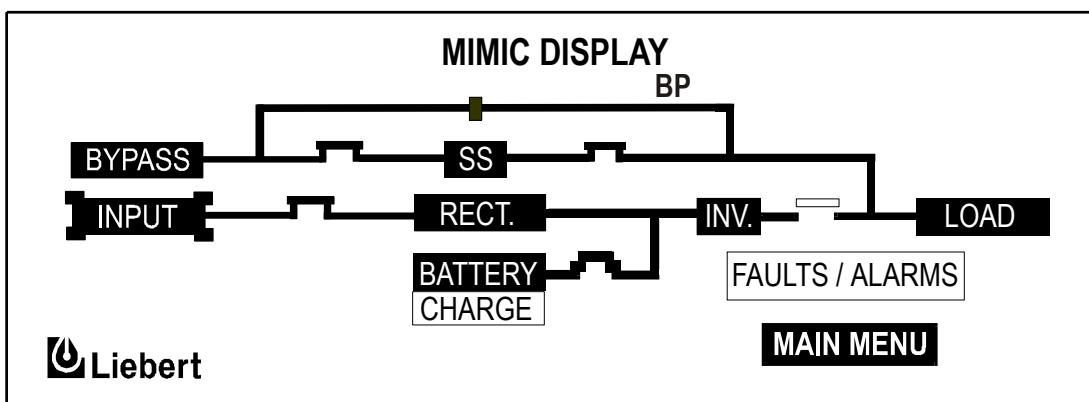 MIMIC DISPLAY
BP
BYPASS
SS
INPUT
RECT.
INV.
LOAD
BATTERY
CHARGE
FAULTS / ALARMS
MAIN MENU
Liebert